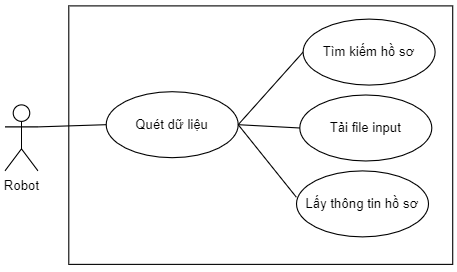 Tìm kiếm hồ sơ
Quét dữ liệu
Tải file input
Robot
Lấy thông tin hồ sơ